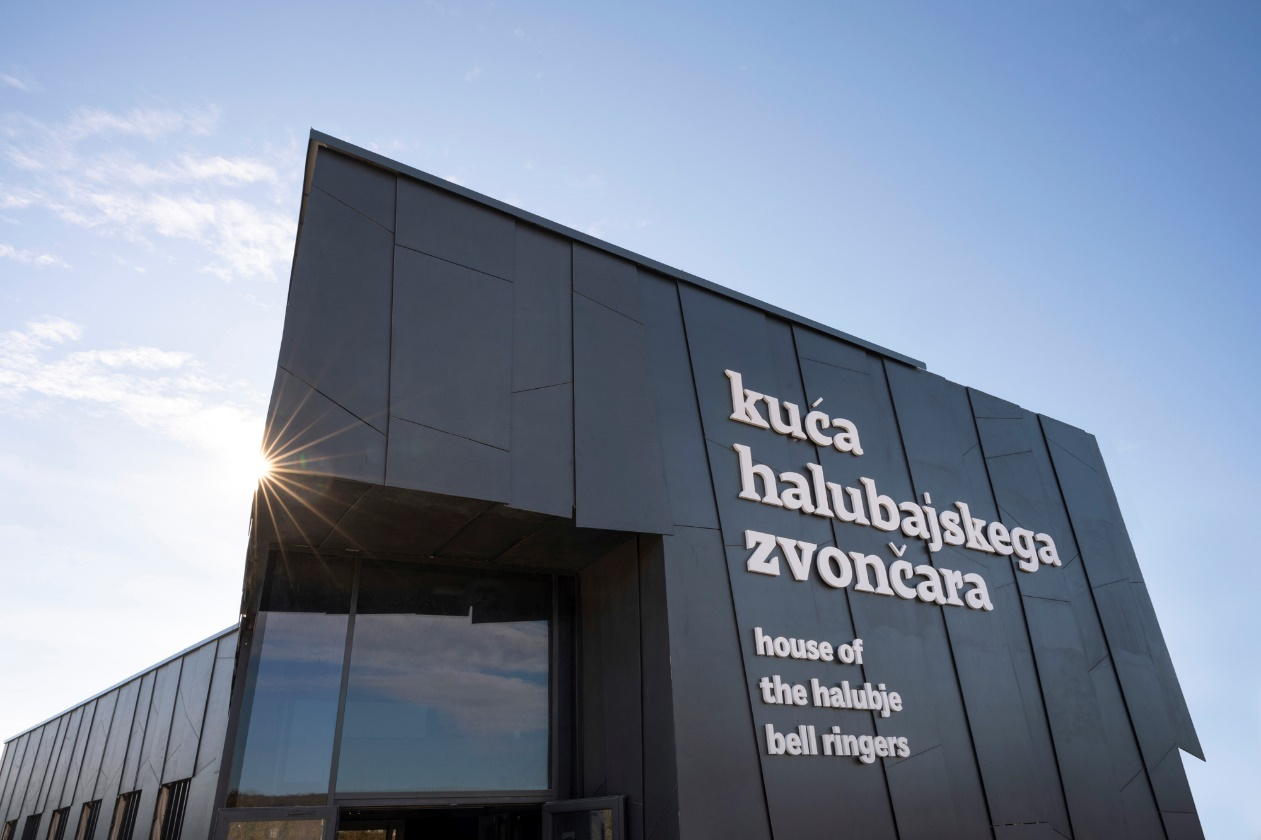 kuća
halubajskega
zvončara
house of
the halubje
bell ringers